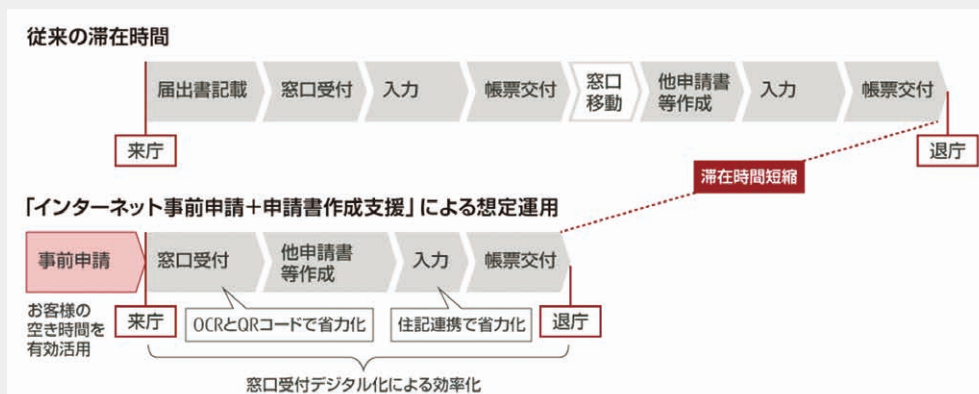 従来の滞在時間
届出書記載
窓口受付
入力
帳票交付
窓口
移動
他申請書
等作成
入力
帳票交付
来庁
退庁
滞在時間短縮
「インターネット事前申請+申請書作成支援」による想定運用
事前申請
窓口受付
他申請書
等作成
入力
帳票交付
お客様の
空き時間を
有効活用
来庁
OCRとQRコードで省力化
住記連携で省力化
退庁
窓口受付デジタル化による効率化